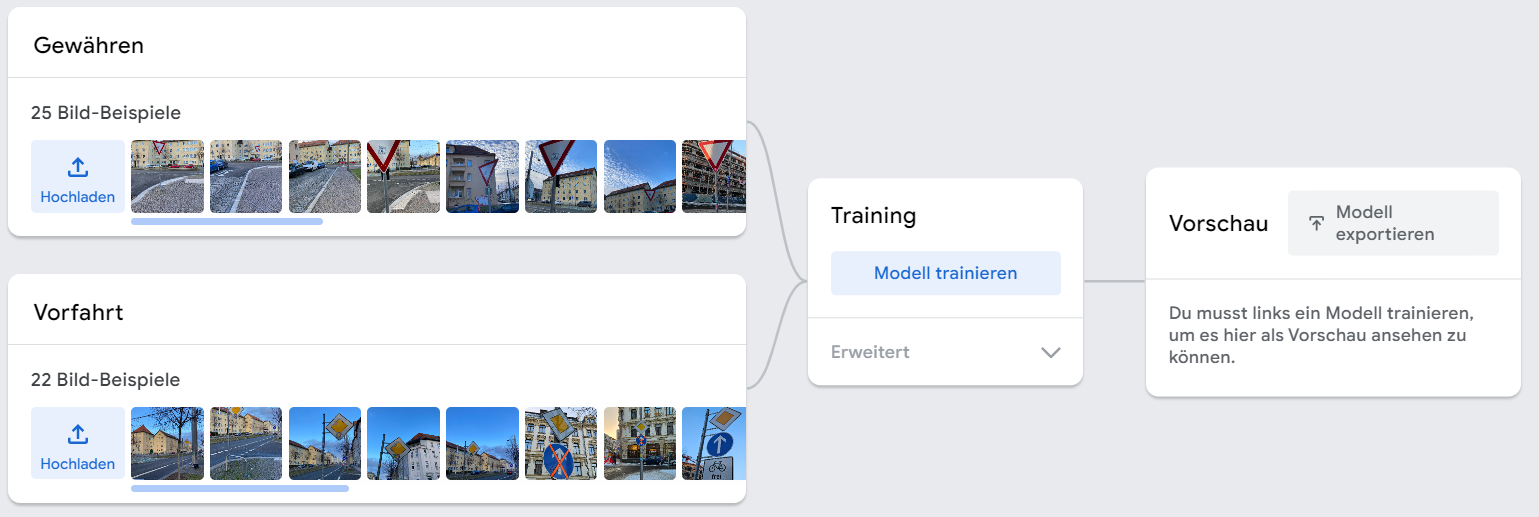 Gewähren
25 Bild-Beispiele
Hochladen
Vorfahrt
22 Bild-Beispiele
Hochladen
Training
Modell trainieren
Erweitert
Vorschau
Modell
exportieren
Du musst links ein Modell trainieren,
um es hier als Vorschau ansehen zu
können.